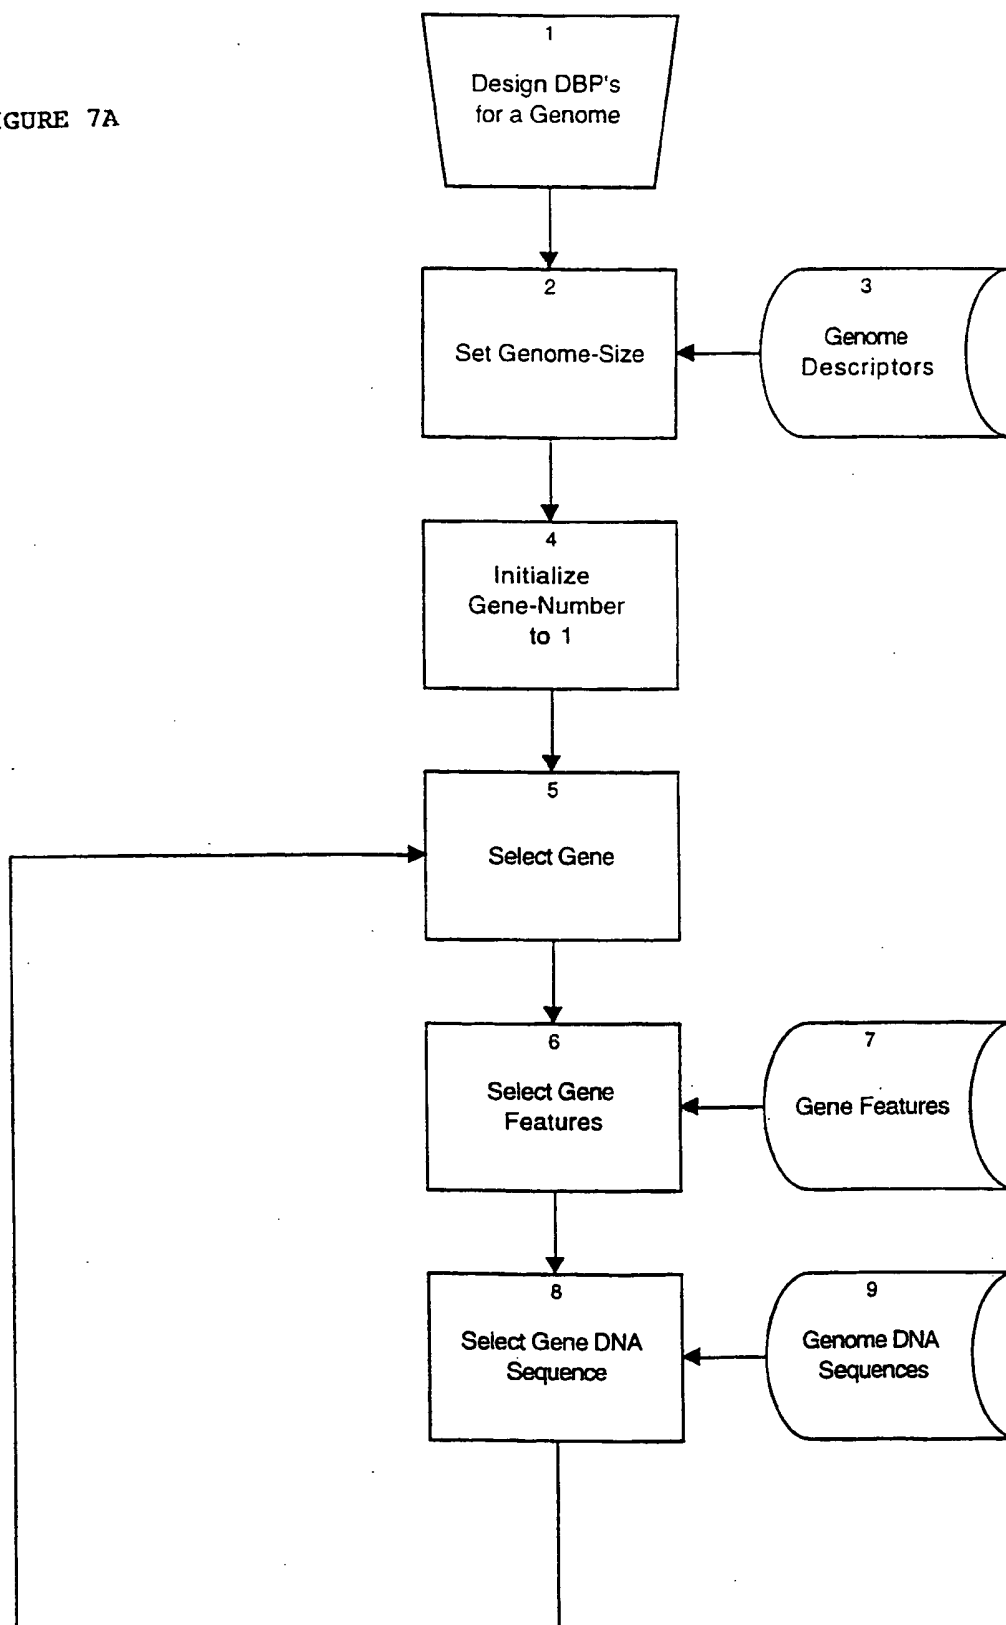 IGURE 7A
1
Design DBP's
for a Genome
2
Set Genome-Size
3
Genome
Descriptors
4
Initialize
Gene-Number
to 1
5
Select Gene
6
Select Gene
Features
7
Gene Features
8
Select Gene DNA
Sequence
9
Genome DNA
Sequences